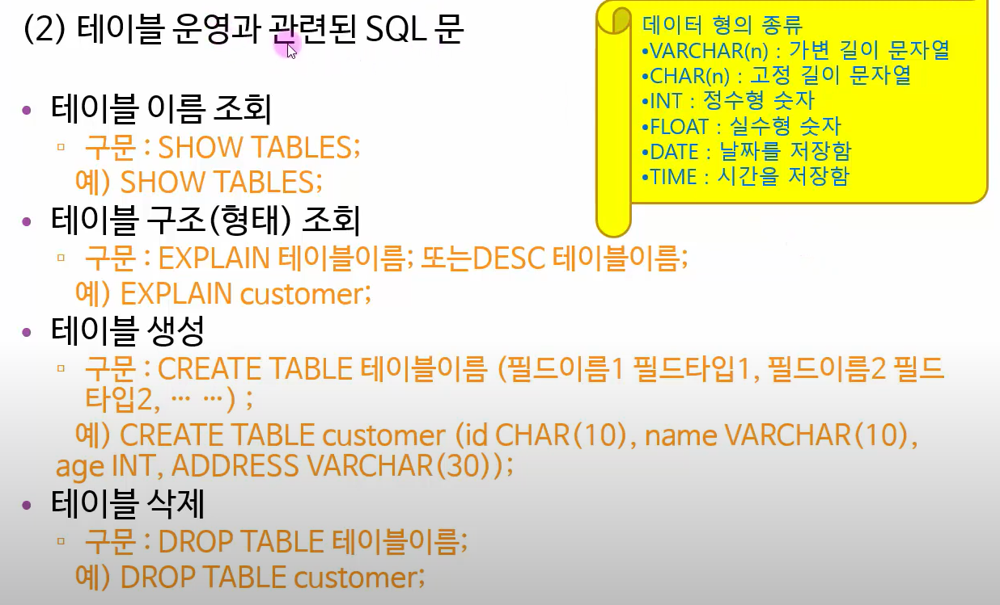 (2) 테이블 운영과 관련된 SQL 문
데이터 형의 종류
•VARCHAR(n) : 가변 길이 문자열
•CHAR(n) : 고정 길이 문자열
•INT : 정수형 숫자
•FLOAT : 실수형 숫자
•DATE : 날짜를 저장함
•TIME : 시간을 저장함
• 테이블 이름 조회
▫ 구문 : SHOW TABLES;
예) SHOW TABLES;
• 테이블 구조(형태) 조회
▫ 구문 : EXPLAIN 테이블이름; 또는DESC 테이블이름;
예) EXPLAIN customer;
• 테이블 생성
▫ 구문 : CREATE TABLE 테이블이름 (필드이름1 필드타입1, 필드이름2 필드
타입2, … …) ;
예) CREATE TABLE customer (id CHAR(10), name VARCHAR(10),
age INT, ADDRESS VARCHAR(30));
• 테이블 삭제
▫ 구문 : DROP TABLE 테이블이름;
예) DROP TABLE customer;